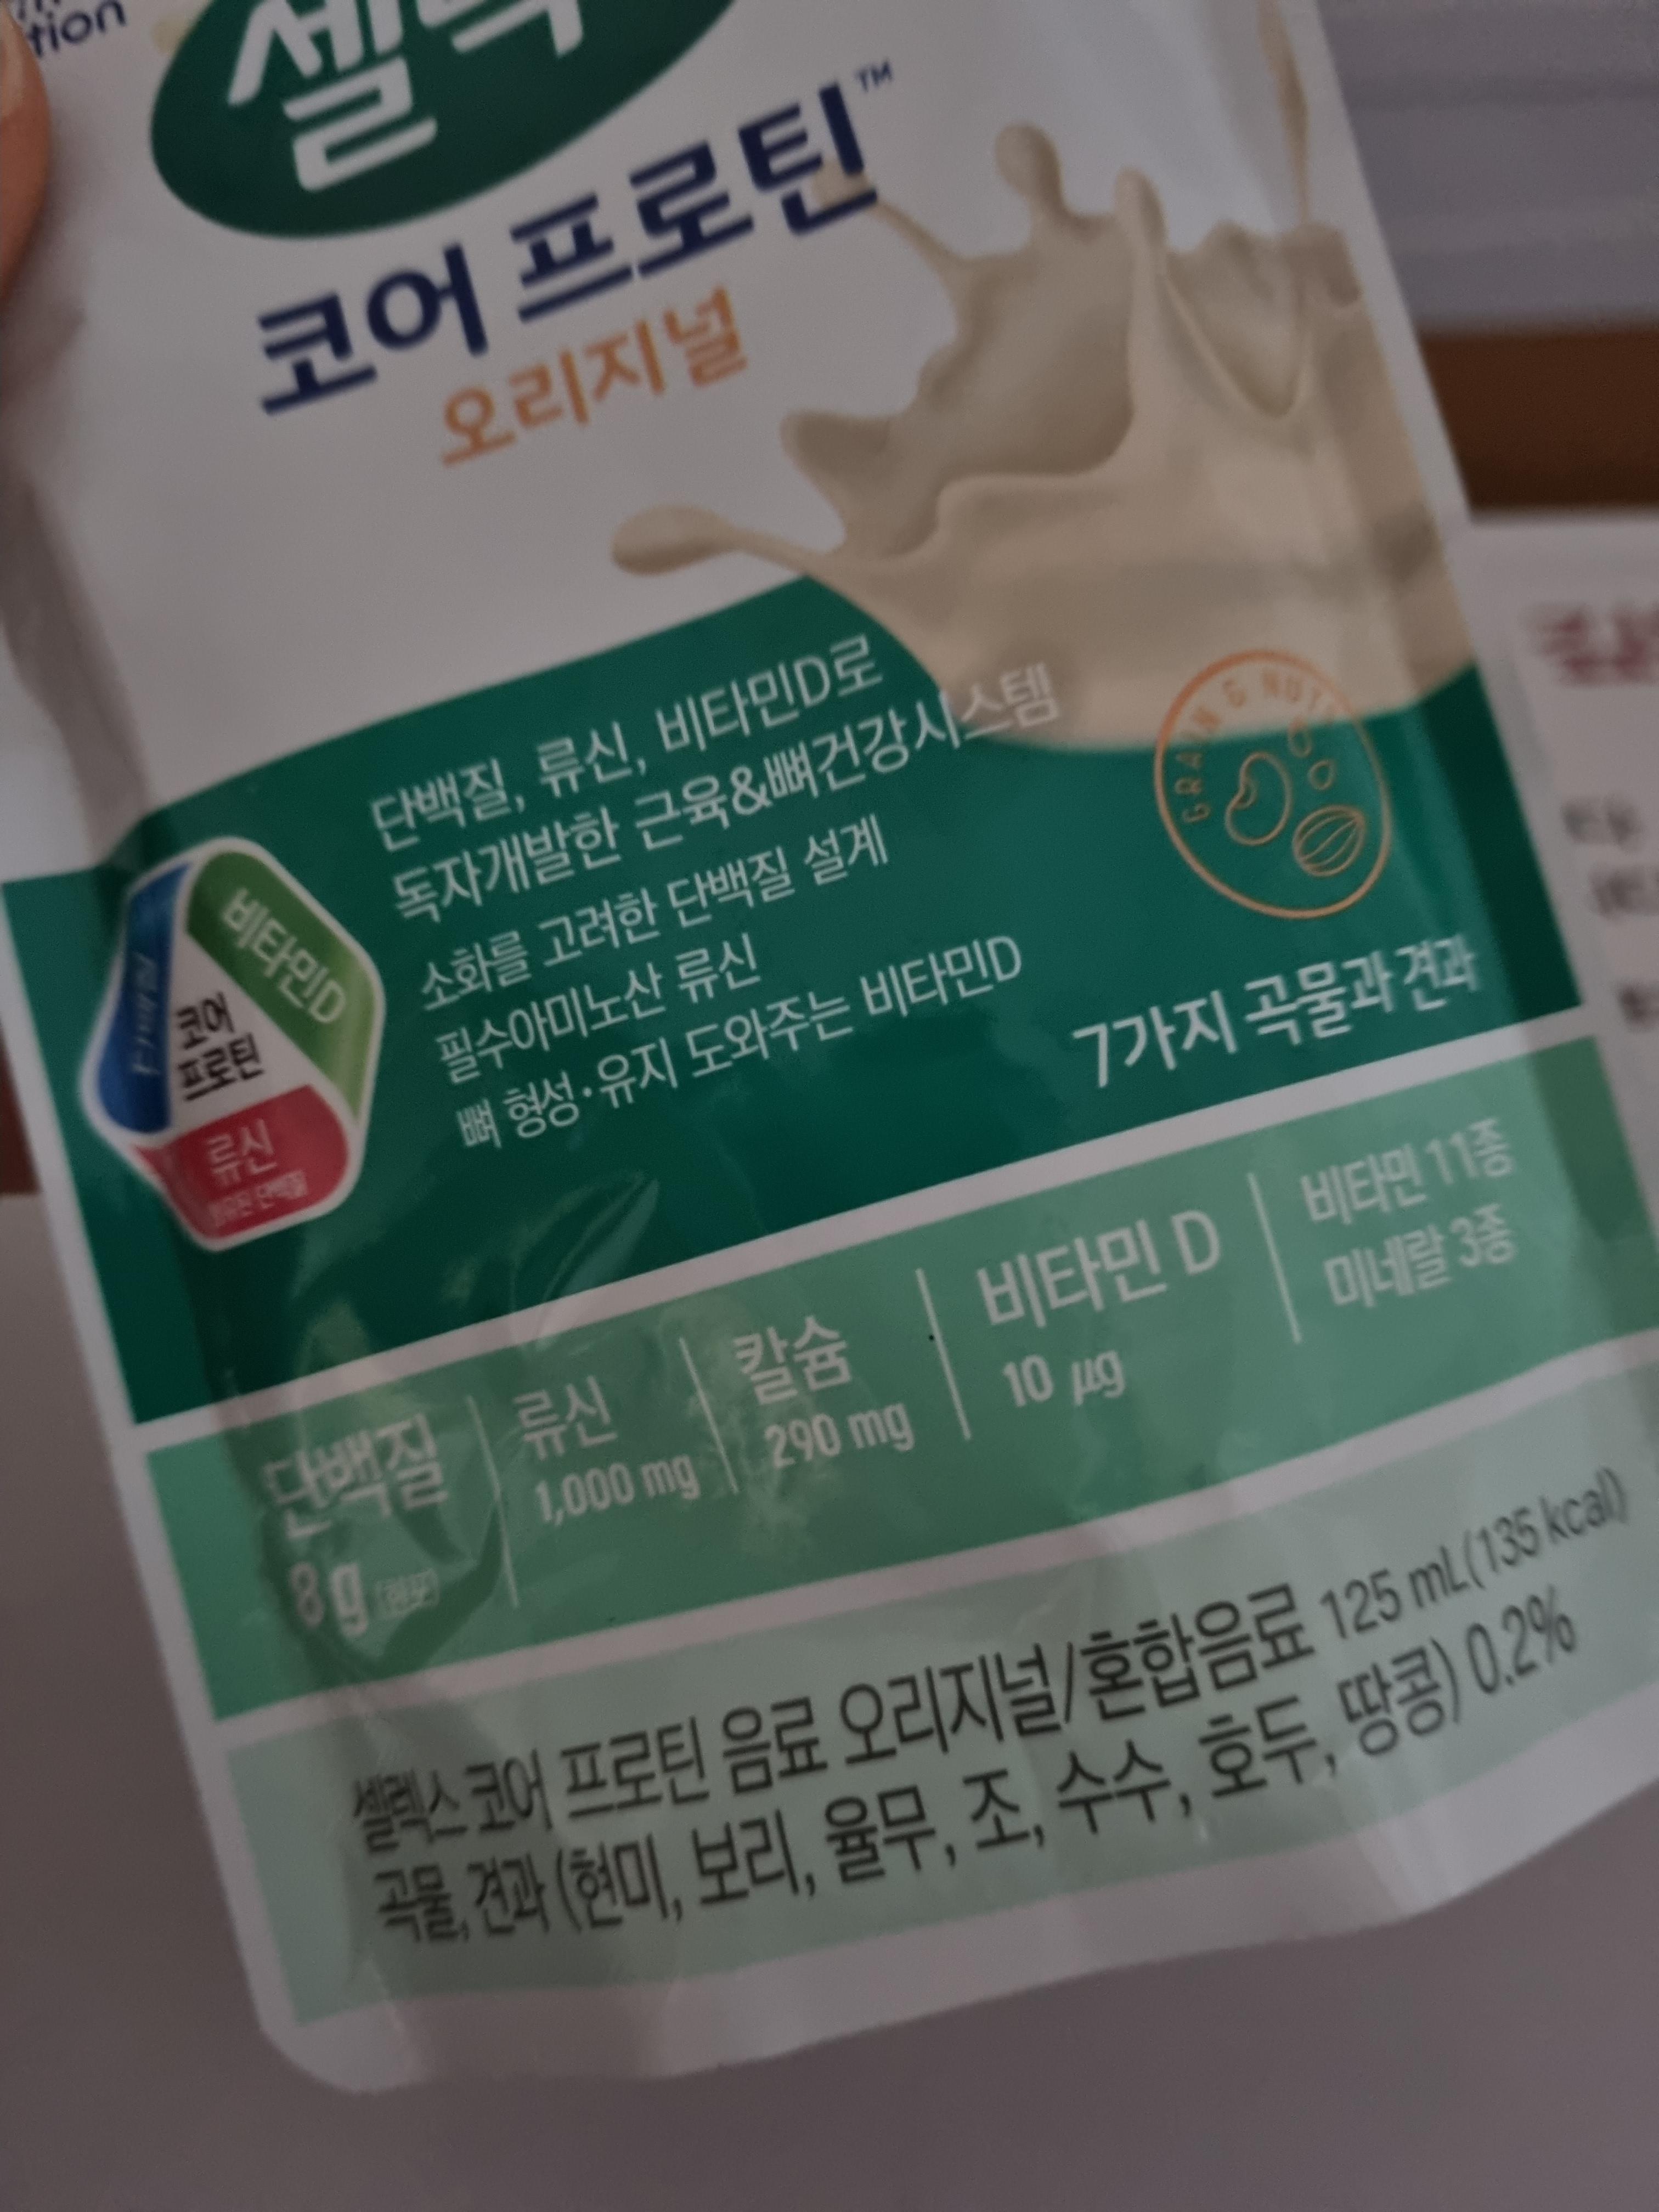 tion
셀렉
코어 프로틴™
오리지널
단백질, 류신, 비타민D로
독자개발한 근육&뼈건강시스템
소화를 고려한 단백질 설계
필수아미노산 류신
뼈 형성·유지 도와주는 비타민D
GRAIN & NUTS
7가지 곡물과 견과
비타민D
코어
프로틴
류신
단백질
8 g
류신
1,000 mg
칼슘
290 mg
비타민 D
10 μg
비타민 11종
미네랄 3종
셀렉스 코어 프로틴 음료 오리지널/혼합음료 125 mL(135 kcal)
곡물, 견과 (현미, 보리, 율무, 조, 수수, 호두, 땅콩) 0.2%